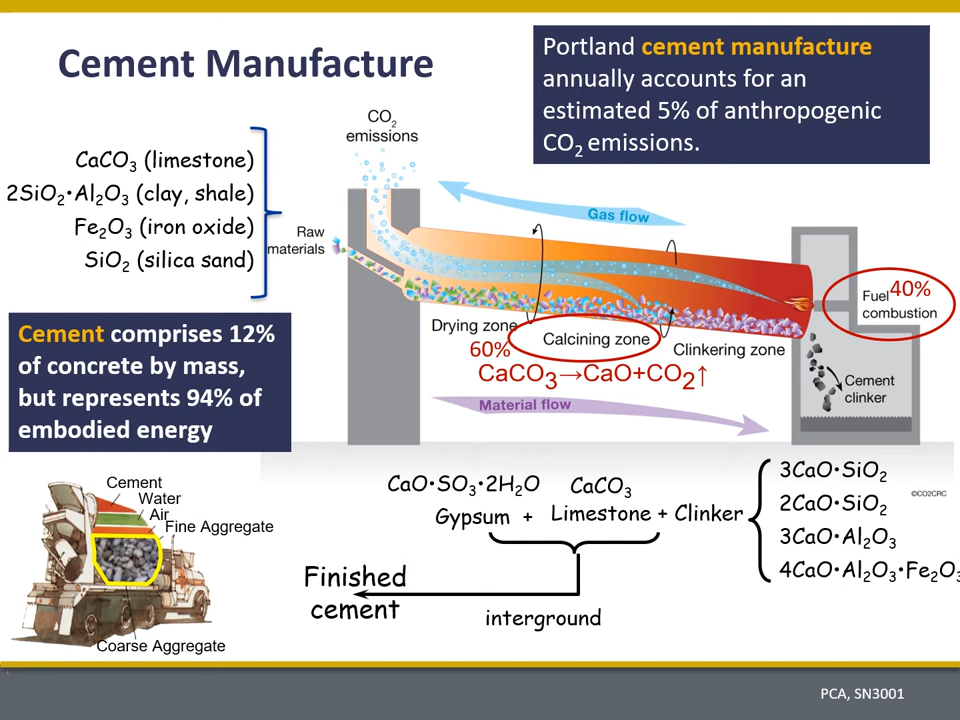 Cement Manufacture
Portland cement manufacture
annually accounts for an
estimated 5% of anthropogenic
CO₂ emissions.
CO₂
emissions
CaCO₃ (limestone)
2SiO₂•Al₂O₃ (clay, shale)
Fe₂O₃ (iron oxide)
SiO₂ (silica sand)
Raw
materials
Gas flow
Fuel 40%
combustion
Drying zone
60%
Calcining zone
Clinkering zone
CaCO₃→CaO+CO₂↑
Material flow
Cement
clinker
Cement comprises 12%
of concrete by mass,
but represents 94% of
embodied energy
Cement
Water
Air
Fine Aggregate
Coarse Aggregate
CaO•SO₃•2H₂O CaCO₃
Gypsum + Limestone + Clinker
3CaO•SiO₂
2CaO•SiO₂
3CaO•Al₂O₃
4CaO•Al₂O₃•Fe₂O₃
©CO2CRC
Finished
cement
interground
PCA, SN3001